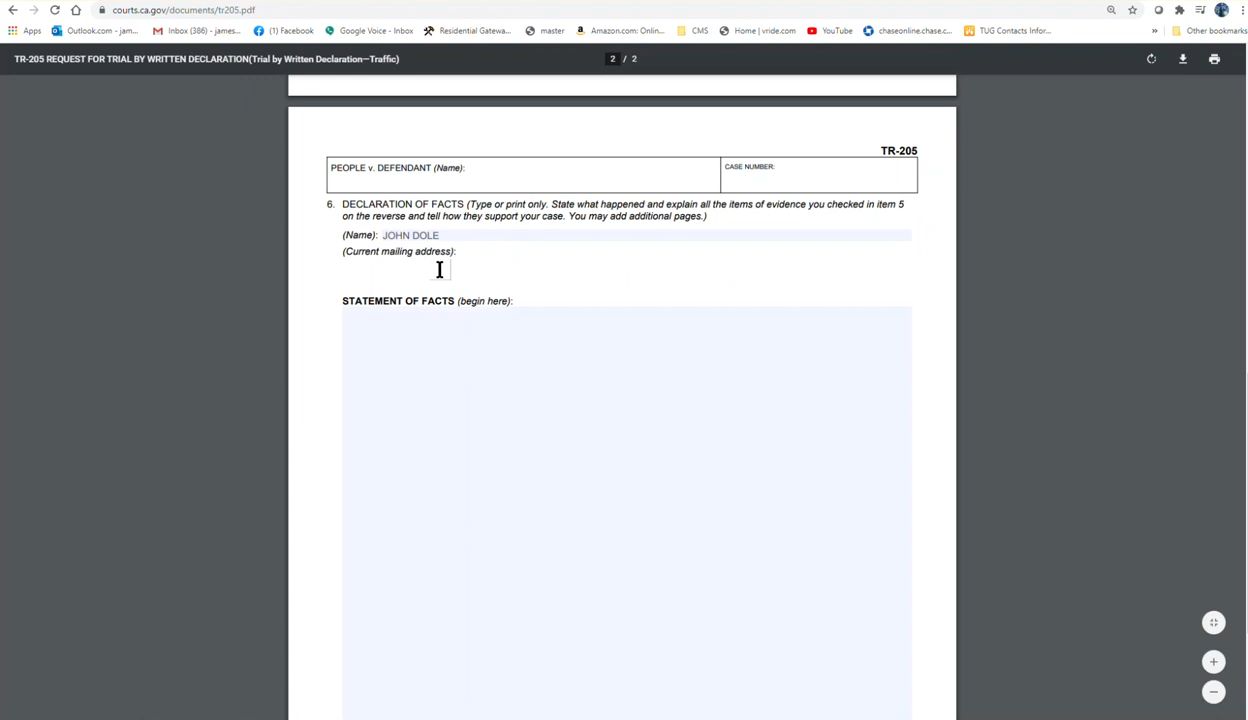 courts.ca.gov/documents/tr205.pdf
Apps Outlook.com - jam... Inbox (386) - james... (1) Facebook Google Voice - Inbox Residential Gatewa... master Amazon.com: Onlin... CMS Home | vride.com YouTube chaseonline.chase.c... TUG Contacts Infor... » Other bookmarks
TR-205 REQUEST FOR TRIAL BY WRITTEN DECLARATION(Trial by Written Declaration—Traffic) 2 / 2
TR-205
PEOPLE v. DEFENDANT (Name): CASE NUMBER:
6. DECLARATION OF FACTS (Type or print only. State what happened and explain all the items of evidence you checked in item 5
on the reverse and tell how they support your case. You may add additional pages.)
(Name): JOHN DOLE
(Current mailing address):
STATEMENT OF FACTS (begin here):